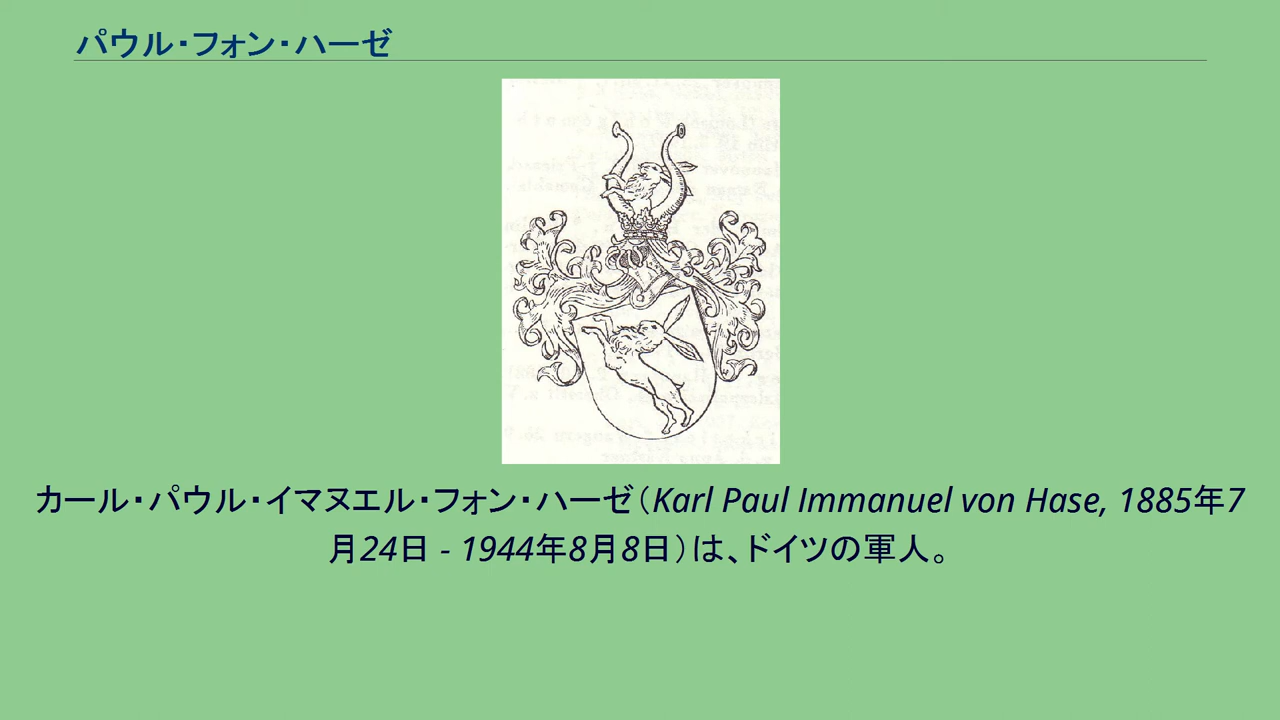 パウル・フォン・ハーゼ
カール・パウル・イマヌエル・フォン・ハーゼ（Karl Paul Immanuel von Hase, 1885年7
月24日 - 1944年8月8日）は、ドイツの軍人。